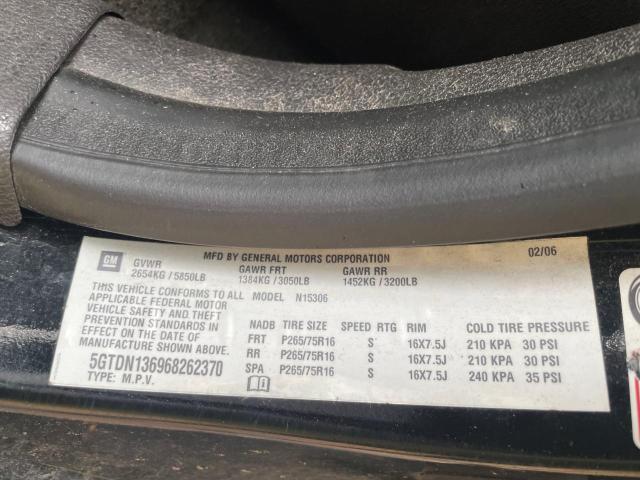 GM
MFD BY GENERAL MOTORS CORPORATION 02/06
GVWR GAWR FRT GAWR RR
2654KG / 5850LB 1384KG / 3050LB 1452KG / 3200LB
THIS VEHICLE CONFORMS TO ALL MODEL N15306
APPLICABLE FEDERAL MOTOR
VEHICLE SAFETY AND THEFT
PREVENTION STANDARDS IN
EFFECT ON THE DATE OF
MANUFACTURE SHOWN ABOVE.
5GTDN136968262370
TYPE: M.P.V.
NADB TIRE SIZE SPEED RTG RIM COLD TIRE PRESSURE
FRT P265/75R16 S 16X7.5J 210 KPA 30 PSI
RR P265/75R16 S 16X7.5J 210 KPA 30 PSI
SPA P265/75R16 S 16X7.5J 240 KPA 35 PSI